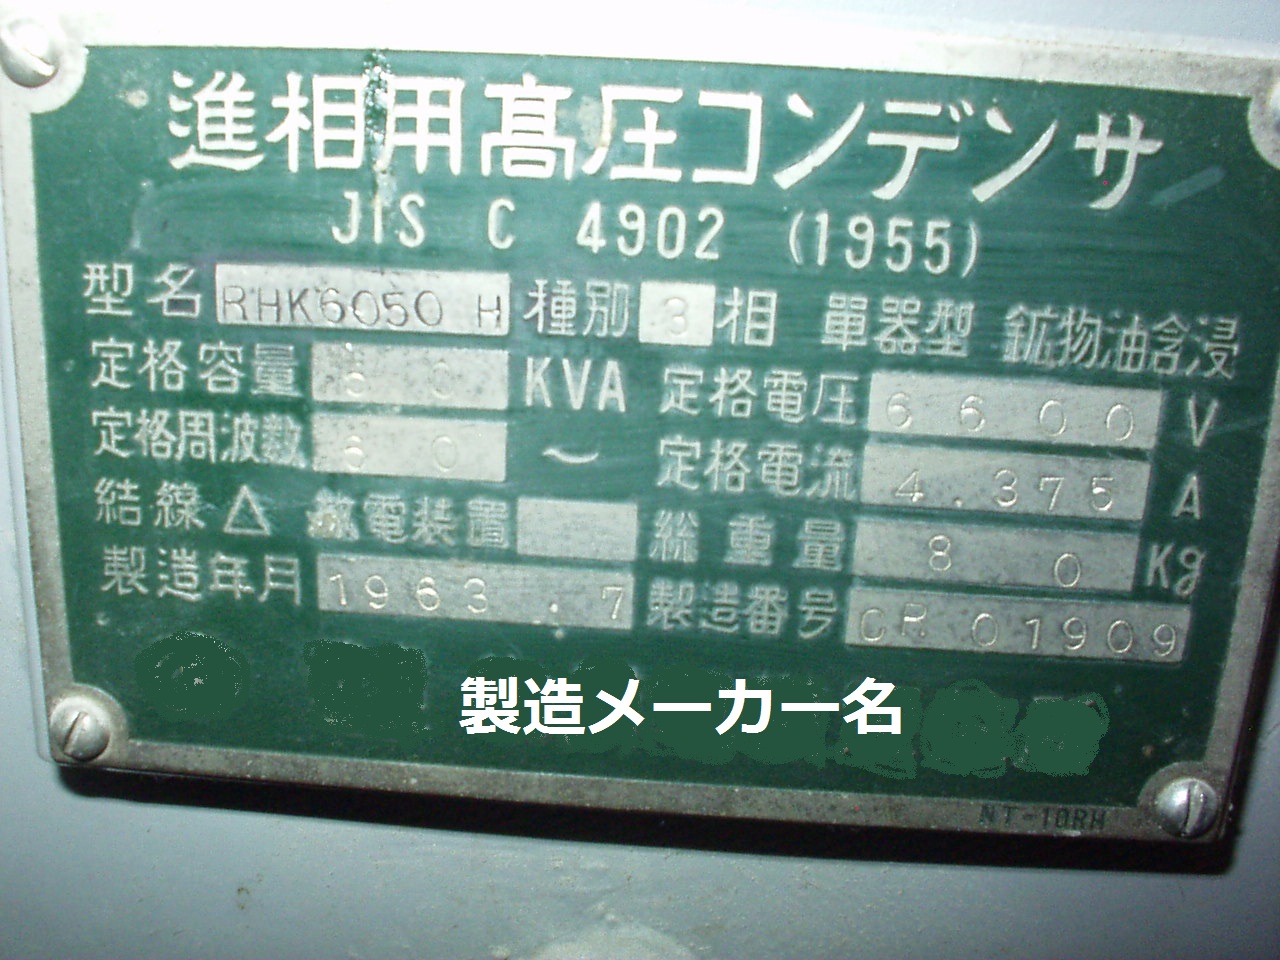 進相用髙圧コンデンサ
JIS C 4902 (1955)
型名 RHK6050 H 種別 3 相 單器型 鉱物油含浸
定格容量 50 KVA 定格電圧 6600 V
定格周波数 60 〜 定格電流 4.375 A
結線 △ 放電装置 総重量 80 Kg
製造年月 1963.7 製造番号 CR 01909
製造メーカー名
NT-10RH